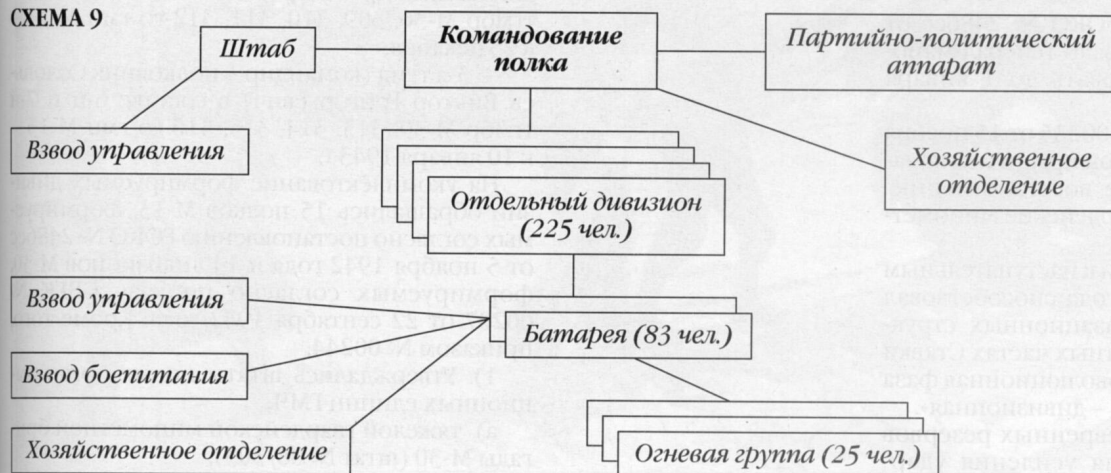 СХЕМА 9
Штаб
Командование
полка
Партийно-политический
аппарат
Взвод управления
Хозяйственное
отделение
Отдельный дивизион
(225 чел.)
Взвод управления
Батарея (83 чел.)
Взвод боепитания
Хозяйственное отделение
Огневая группа (25 чел.)